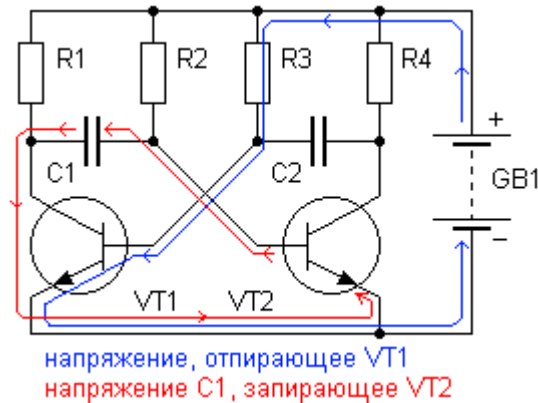 R1 R2 R3 R4
+
C1 C2
GB1
−
VT1 VT2
напряжение, отпирающее VT1
напряжение C1, запирающее VT2